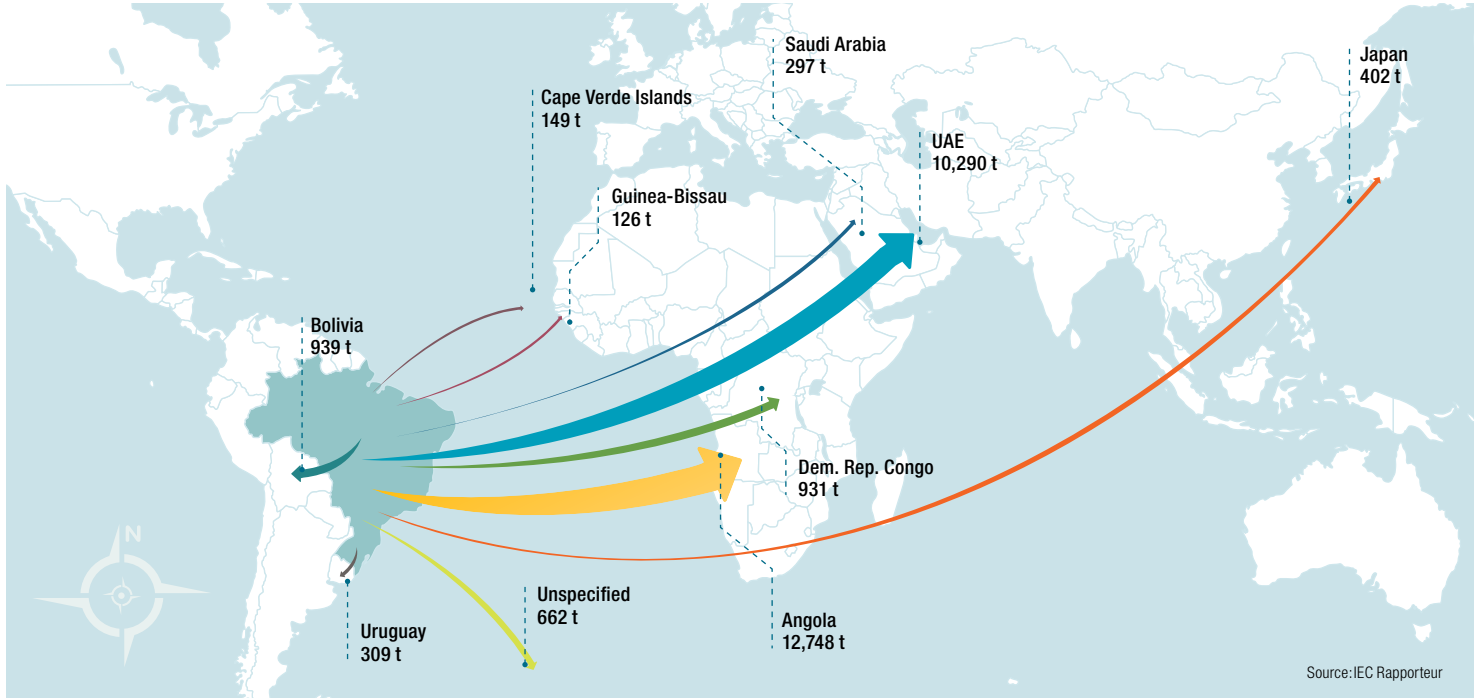 Saudi Arabia
297 t
Japan
402 t
Cape Verde Islands
149 t
UAE
10,290 t
Guinea-Bissau
126 t
Bolivia
939 t
Dem. Rep. Congo
931 t
N
Unspecified
662 t
Angola
12,748 t
Uruguay
309 t
Source:IEC Rapporteur